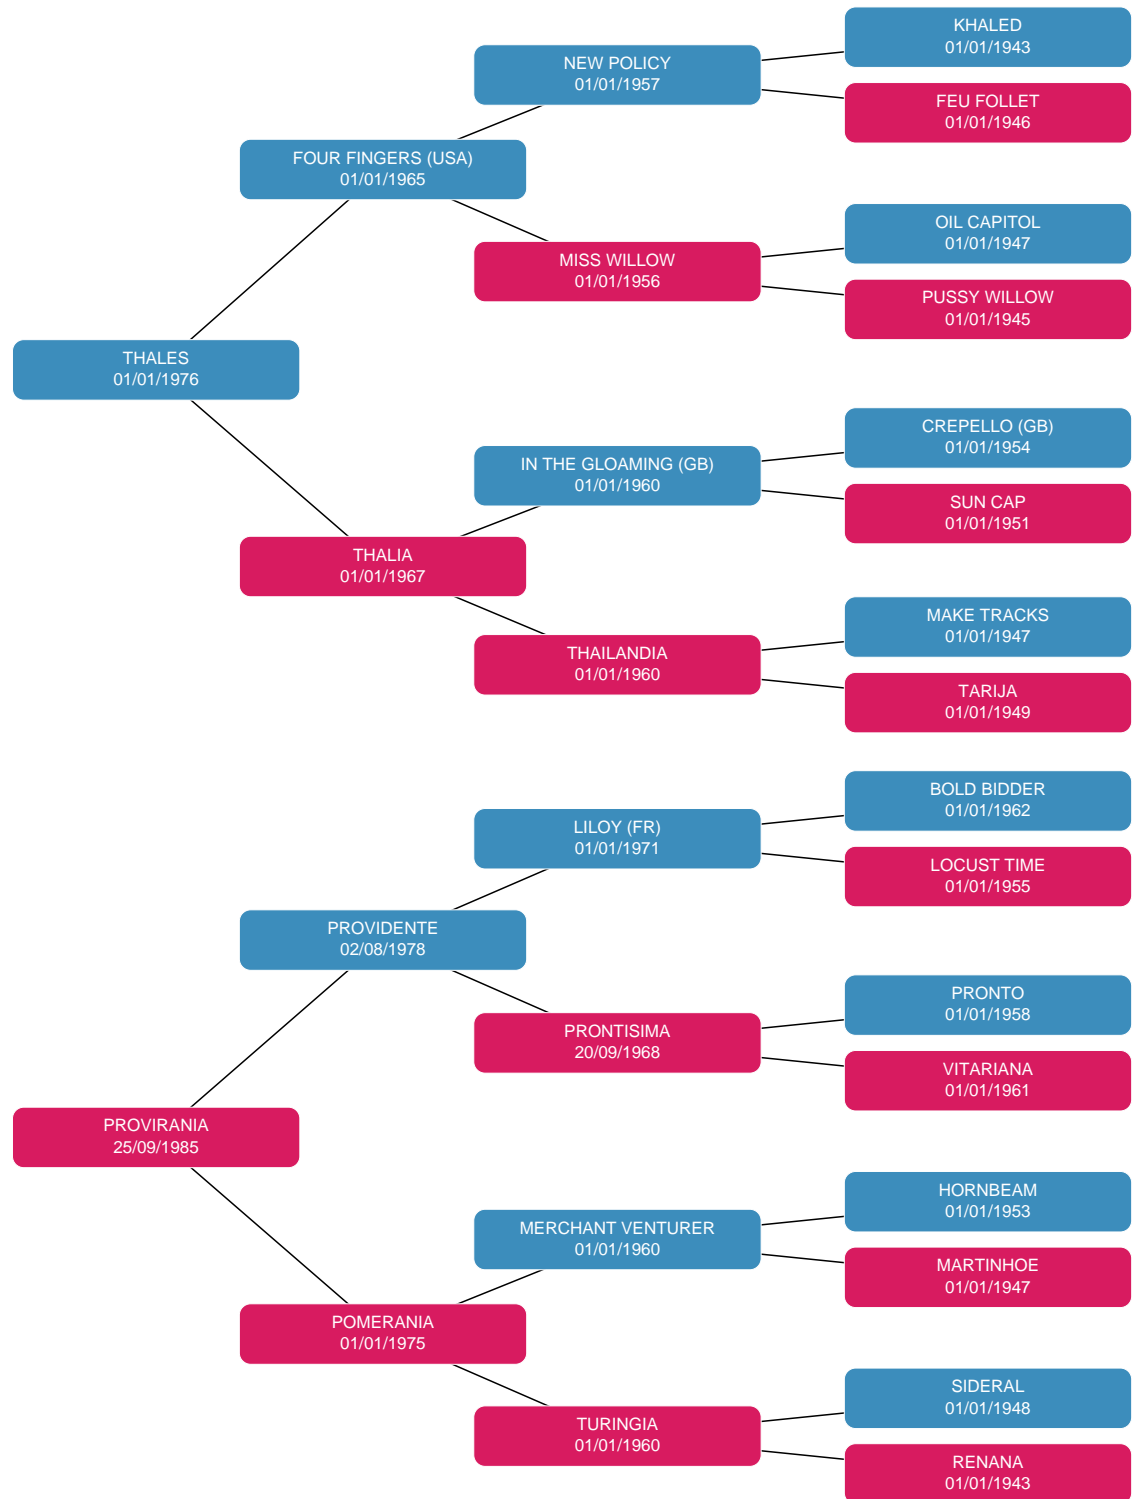 KHALED
01/01/1943
NEW POLICY
01/01/1957
FEU FOLLET
01/01/1946
FOUR FINGERS (USA)
01/01/1965
OIL CAPITOL
01/01/1947
MISS WILLOW
01/01/1956
PUSSY WILLOW
01/01/1945
THALES
01/01/1976
CREPELLO (GB)
01/01/1954
IN THE GLOAMING (GB)
01/01/1960
SUN CAP
01/01/1951
THALIA
01/01/1967
MAKE TRACKS
01/01/1947
THAILANDIA
01/01/1960
TARIJA
01/01/1949
BOLD BIDDER
01/01/1962
LILOY (FR)
01/01/1971
LOCUST TIME
01/01/1955
PROVIDENTE
02/08/1978
PRONTO
01/01/1958
PRONTISIMA
20/09/1968
VITARIANA
01/01/1961
PROVIRANIA
25/09/1985
HORNBEAM
01/01/1953
MERCHANT VENTURER
01/01/1960
MARTINHOE
01/01/1947
POMERANIA
01/01/1975
SIDERAL
01/01/1948
TURINGIA
01/01/1960
RENANA
01/01/1943